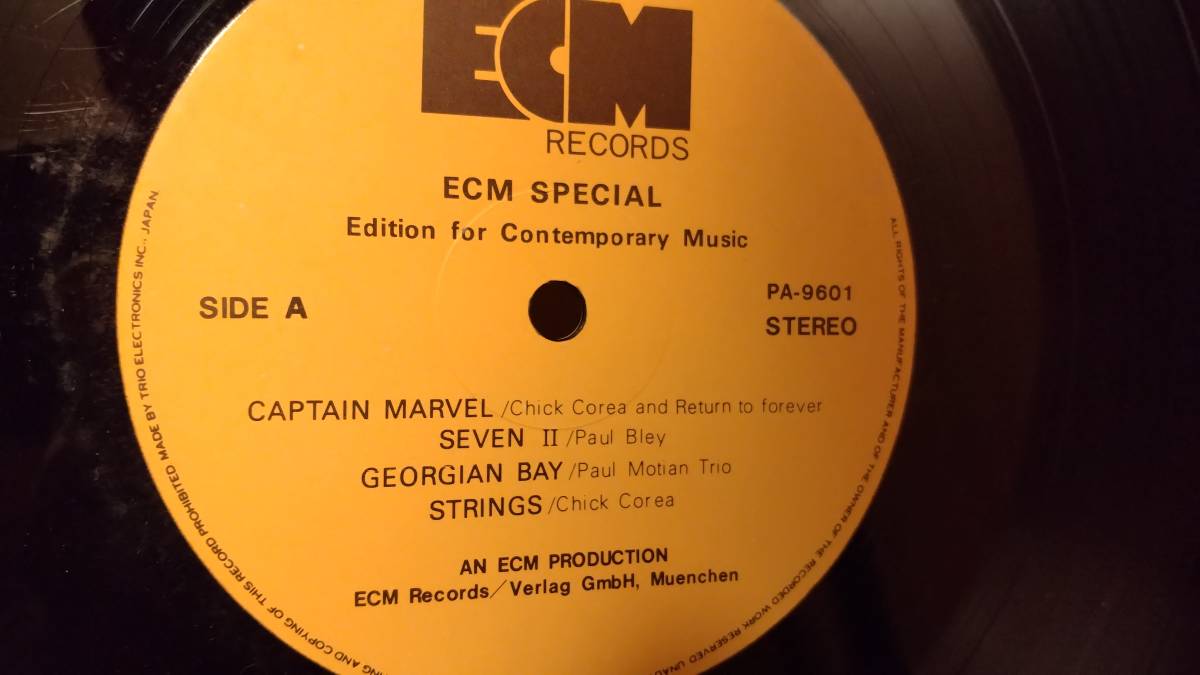 ECM
RECORDS
ECM SPECIAL
Edition for Contemporary Music
SIDE A
PA-9601
STEREO
CAPTAIN MARVEL/Chick Corea and Return to forever
SEVEN II/Paul Bley
GEORGIAN BAY/Paul Motian Trio
STRINGS/Chick Corea
AN ECM PRODUCTION
ECM Records/Verlag GmbH, Muenchen
ALL RIGHTS OF THE MANUFACTURER AND OF THE OWNER OF THE RECORDED WORK RESERVED
AND COPYING OF THIS RECORD PROHIBITED MADE BY TRIO ELECTRONICS INC., JAPAN